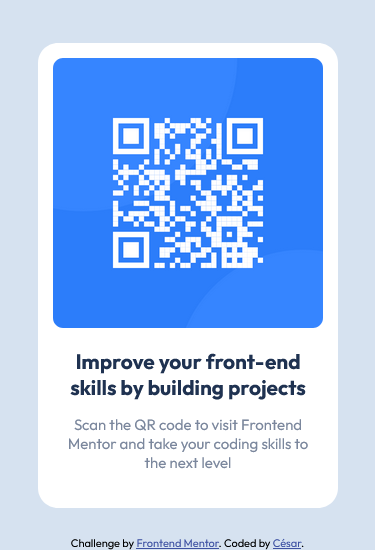 Improve your front-end
skills by building projects
Scan the QR code to visit Frontend
Mentor and take your coding skills to
the next level
Challenge by Frontend Mentor. Coded by César.